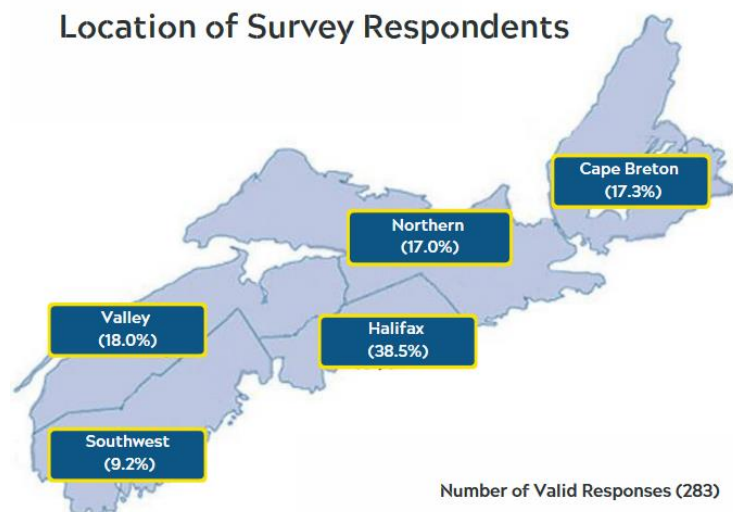 Location of Survey Respondents
Cape Breton
(17.3%)
Northern
(17.0%)
Valley
(18.0%)
Halifax
(38.5%)
Southwest
(9.2%)
Number of Valid Responses (283)